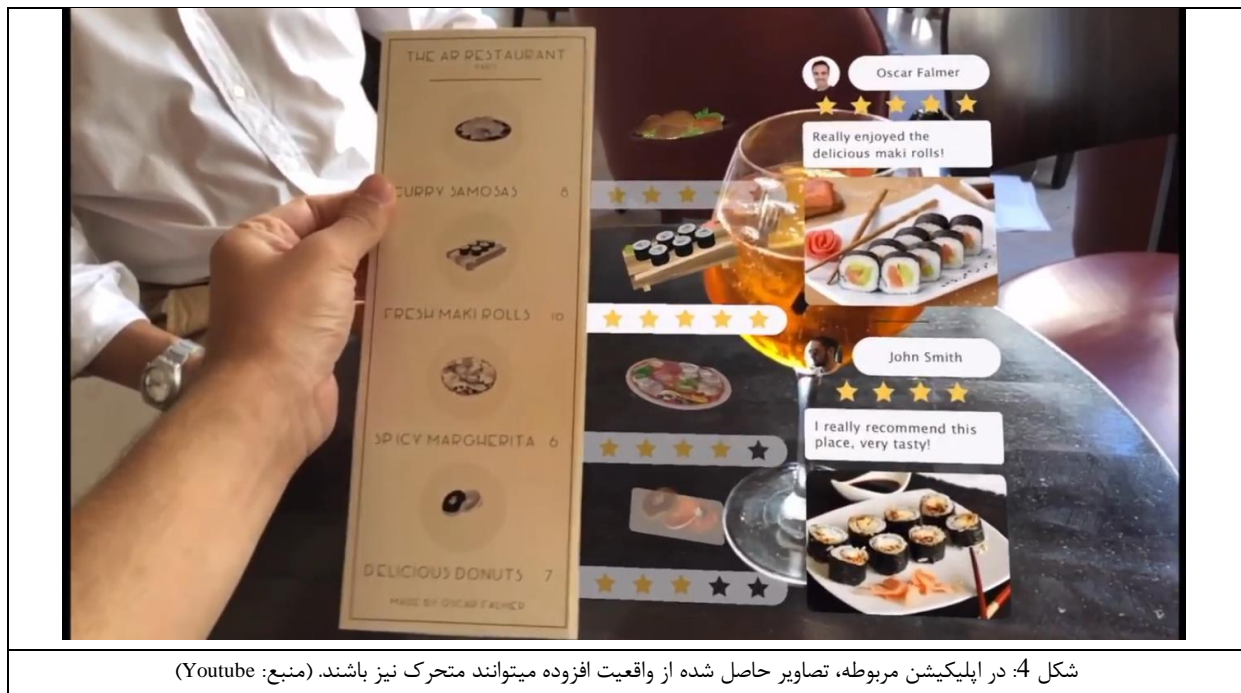 THE AR RESTAURANT
PARIS
CURRY SAMOSAS 8
FRESH MAKI ROLLS 10
SPICY MARGHERITA 6
DELICIOUS DONUTS 7
MADE BY OSCAR FALMER
Oscar Falmer
Really enjoyed the
delicious maki rolls!
John Smith
I really recommend this
place, very tasty!
شکل 4: در اپلیکیشن مربوطه، تصاویر حاصل شده از واقعیت افزوده میتوانند متحرک نیز باشند. (منبع: Youtube)